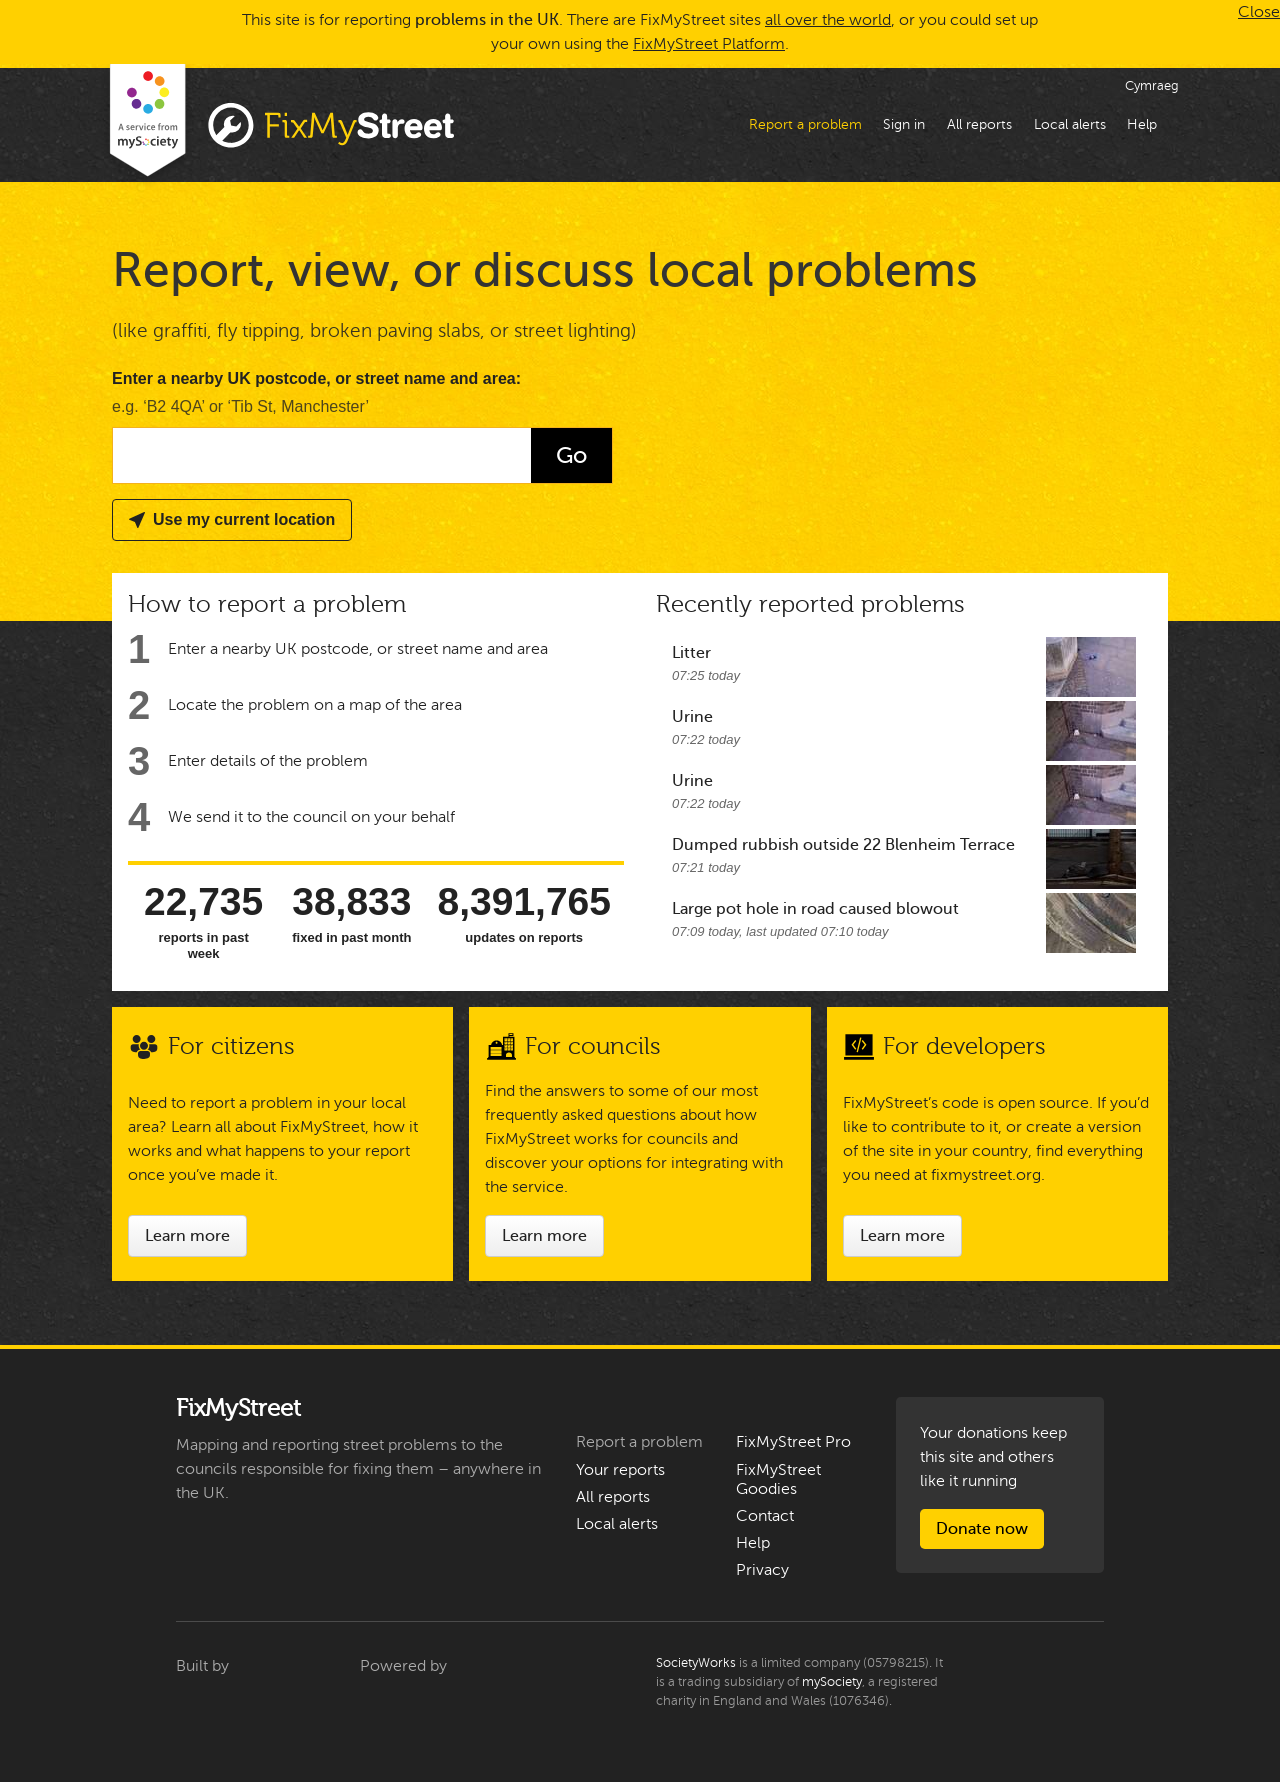 This site is for reporting problems in the UK. There are FixMyStreet sites all over the world, or you could set up
your own using the FixMyStreet Platform.
Close
Cymraeg
A service from
mySociety
FixMyStreet
Report a problem
Sign in
All reports
Local alerts
Help
Report, view, or discuss local problems
(like graffiti, fly tipping, broken paving slabs, or street lighting)
Enter a nearby UK postcode, or street name and area:
e.g. ‘B2 4QA’ or ‘Tib St, Manchester’
Go
Use my current location
How to report a problem
1 Enter a nearby UK postcode, or street name and area
2 Locate the problem on a map of the area
3 Enter details of the problem
4 We send it to the council on your behalf
22,735
reports in past
week
38,833
fixed in past month
8,391,765
updates on reports
Recently reported problems
Litter
07:25 today
Urine
07:22 today
Urine
07:22 today
Dumped rubbish outside 22 Blenheim Terrace
07:21 today
Large pot hole in road caused blowout
07:09 today, last updated 07:10 today
For citizens
Need to report a problem in your local
area? Learn all about FixMyStreet, how it
works and what happens to your report
once you’ve made it.
Learn more
For councils
Find the answers to some of our most
frequently asked questions about how
FixMyStreet works for councils and
discover your options for integrating with
the service.
Learn more
For developers
FixMyStreet’s code is open source. If you’d
like to contribute to it, or create a version
of the site in your country, find everything
you need at fixmystreet.org.
Learn more
FixMyStreet
Mapping and reporting street problems to the
councils responsible for fixing them – anywhere in
the UK.
Report a problem
Your reports
All reports
Local alerts
FixMyStreet Pro
FixMyStreet
Goodies
Contact
Help
Privacy
Your donations keep
this site and others
like it running
Donate now
Built by
Powered by
SocietyWorks is a limited company (05798215). It
is a trading subsidiary of mySociety, a registered
charity in England and Wales (1076346).